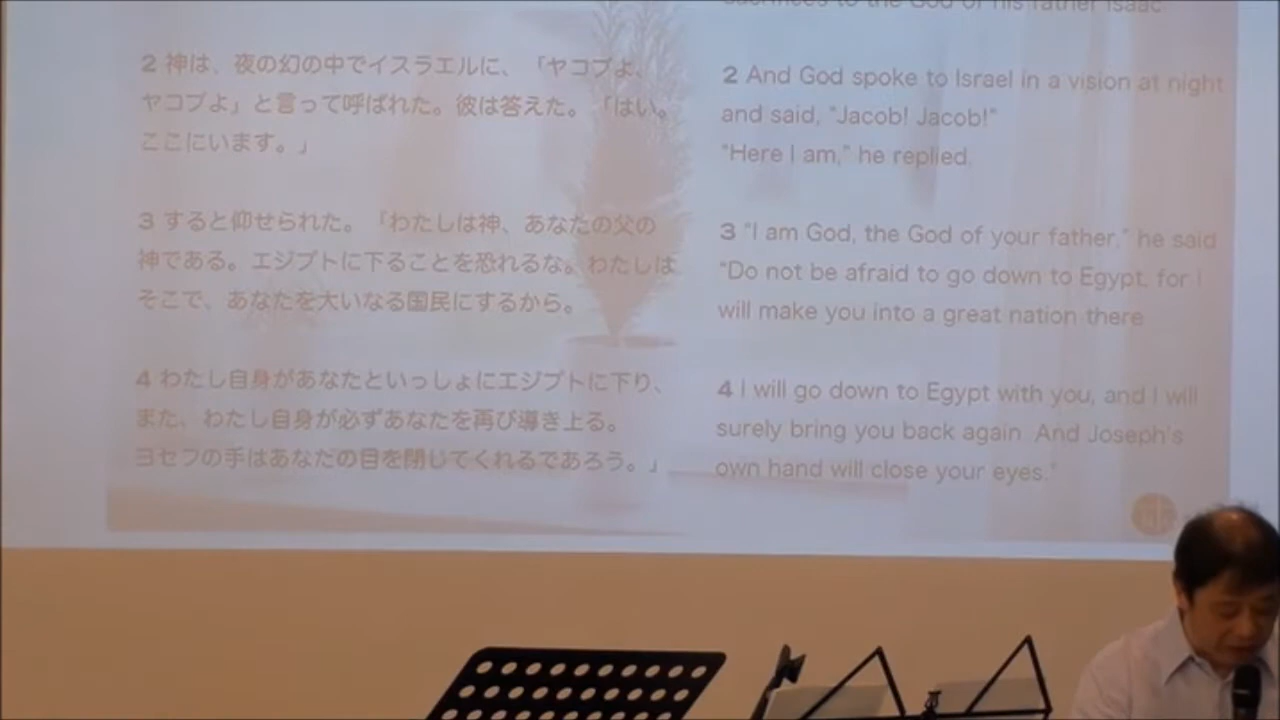 2 神は、夜の幻の中でイスラエルに、「ヤコブよ、
ヤコブよ」と言って呼ばれた。彼は答えた。「はい。
ここにいます。」
3 すると仰せられた。「わたしは神、あなたの父の
神である。エジプトに下ることを恐れるな。わたしは
そこで、あなたを大いなる国民にするから。
4 わたし自身があなたといっしょにエジプトに下り、
また、わたし自身が必ずあなたを再び導き上る。
ヨセフの手はあなたの目を閉じてくれるであろう。」
sacrifices to the God of his father Isaac.
2 And God spoke to Israel in a vision at night
and said, "Jacob! Jacob!"
"Here I am," he replied.
3 "I am God, the God of your father," he said
"Do not be afraid to go down to Egypt, for I
will make you into a great nation there
4 I will go down to Egypt with you, and I will
surely bring you back again. And Joseph's
own hand will close your eyes."